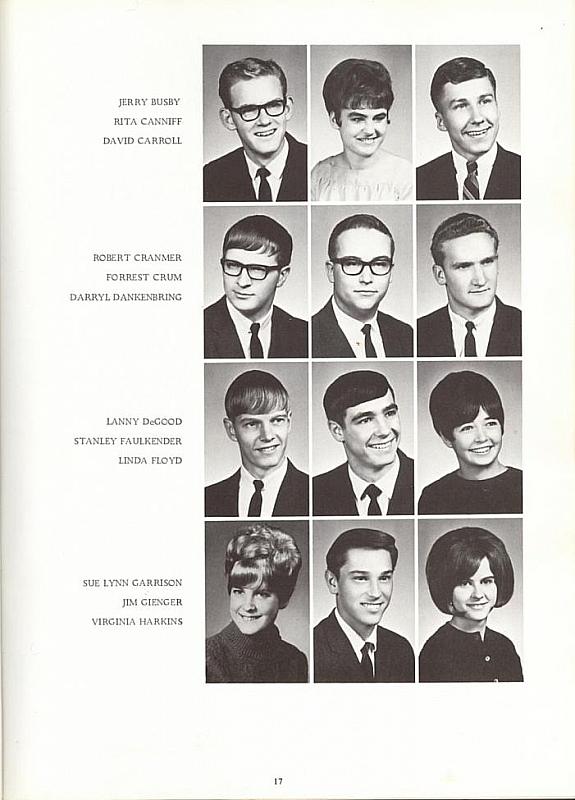 JERRY BUSBY
RITA CANNIFF
DAVID CARROLL
ROBERT CRANMER
FORREST CRUM
DARRYL DANKENBRING
LANNY DeGOOD
STANLEY FAULKENDER
LINDA FLOYD
SUE LYNN GARRISON
JIM GIENGER
VIRGINIA HARKINS
17